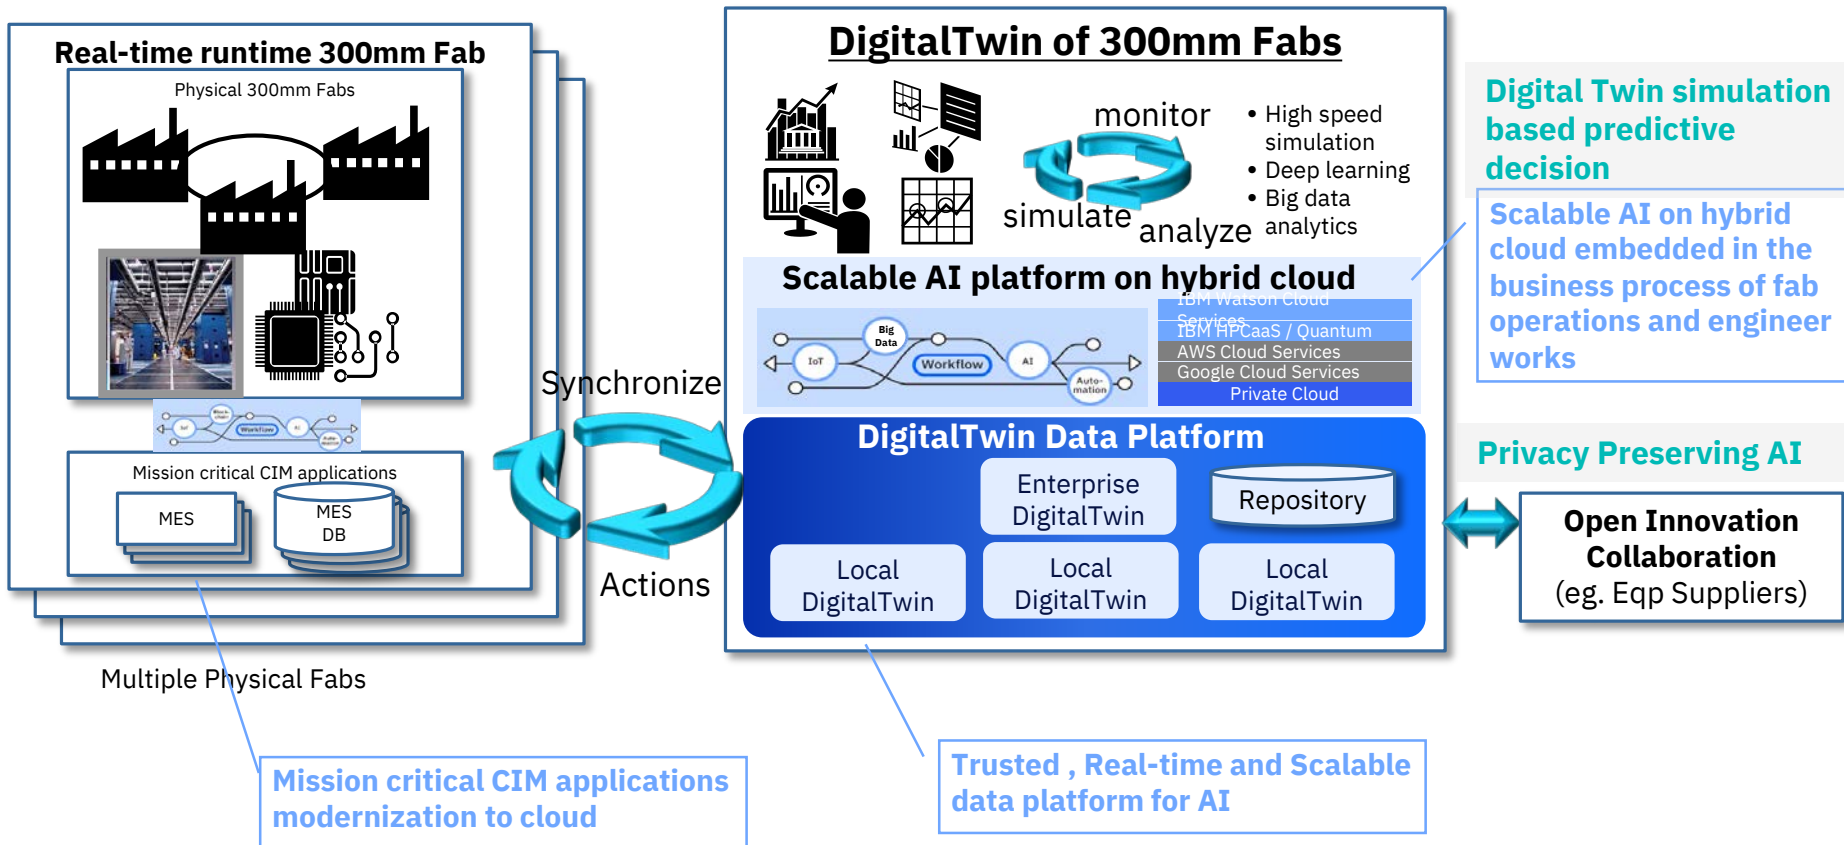 Real-time runtime 300mm Fab
Physical 300mm Fabs
Workflow
AI
Mission critical CIM applications
MES
MES
DB
Multiple Physical Fabs
Mission critical CIM applications
modernization to cloud
Synchronize
Actions
DigitalTwin of 300mm Fabs
monitor
simulate
analyze
• High speed
simulation
• Deep learning
• Big data
analytics
Scalable AI platform on hybrid cloud
IoT
Big
Data
Workflow
AI
Auto-
mation
IBM Watson Cloud
Services
IBM HPCaaS / Quantum
AWS Cloud Services
Google Cloud Services
Private Cloud
DigitalTwin Data Platform
Enterprise
DigitalTwin
Repository
Local
DigitalTwin
Local
DigitalTwin
Local
DigitalTwin
Trusted , Real-time and Scalable
data platform for AI
Digital Twin simulation
based predictive
decision
Scalable AI on hybrid
cloud embedded in the
business process of fab
operations and engineer
works
Privacy Preserving AI
Open Innovation
Collaboration
(eg. Eqp Suppliers)